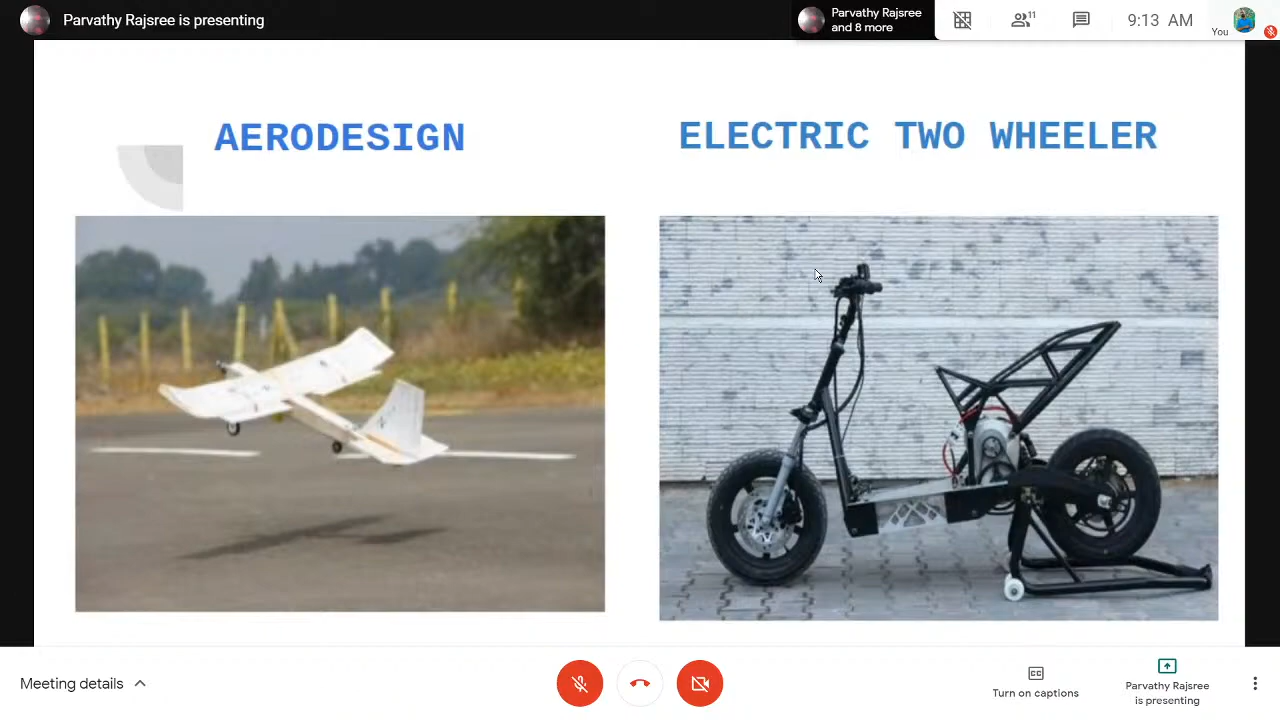 Parvathy Rajsree is presenting
Parvathy Rajsree
and 8 more
11
9:13 AM
You
AERODESIGN
ELECTRIC TWO WHEELER
Meeting details
CC
Turn on captions
Parvathy Rajsree
is presenting